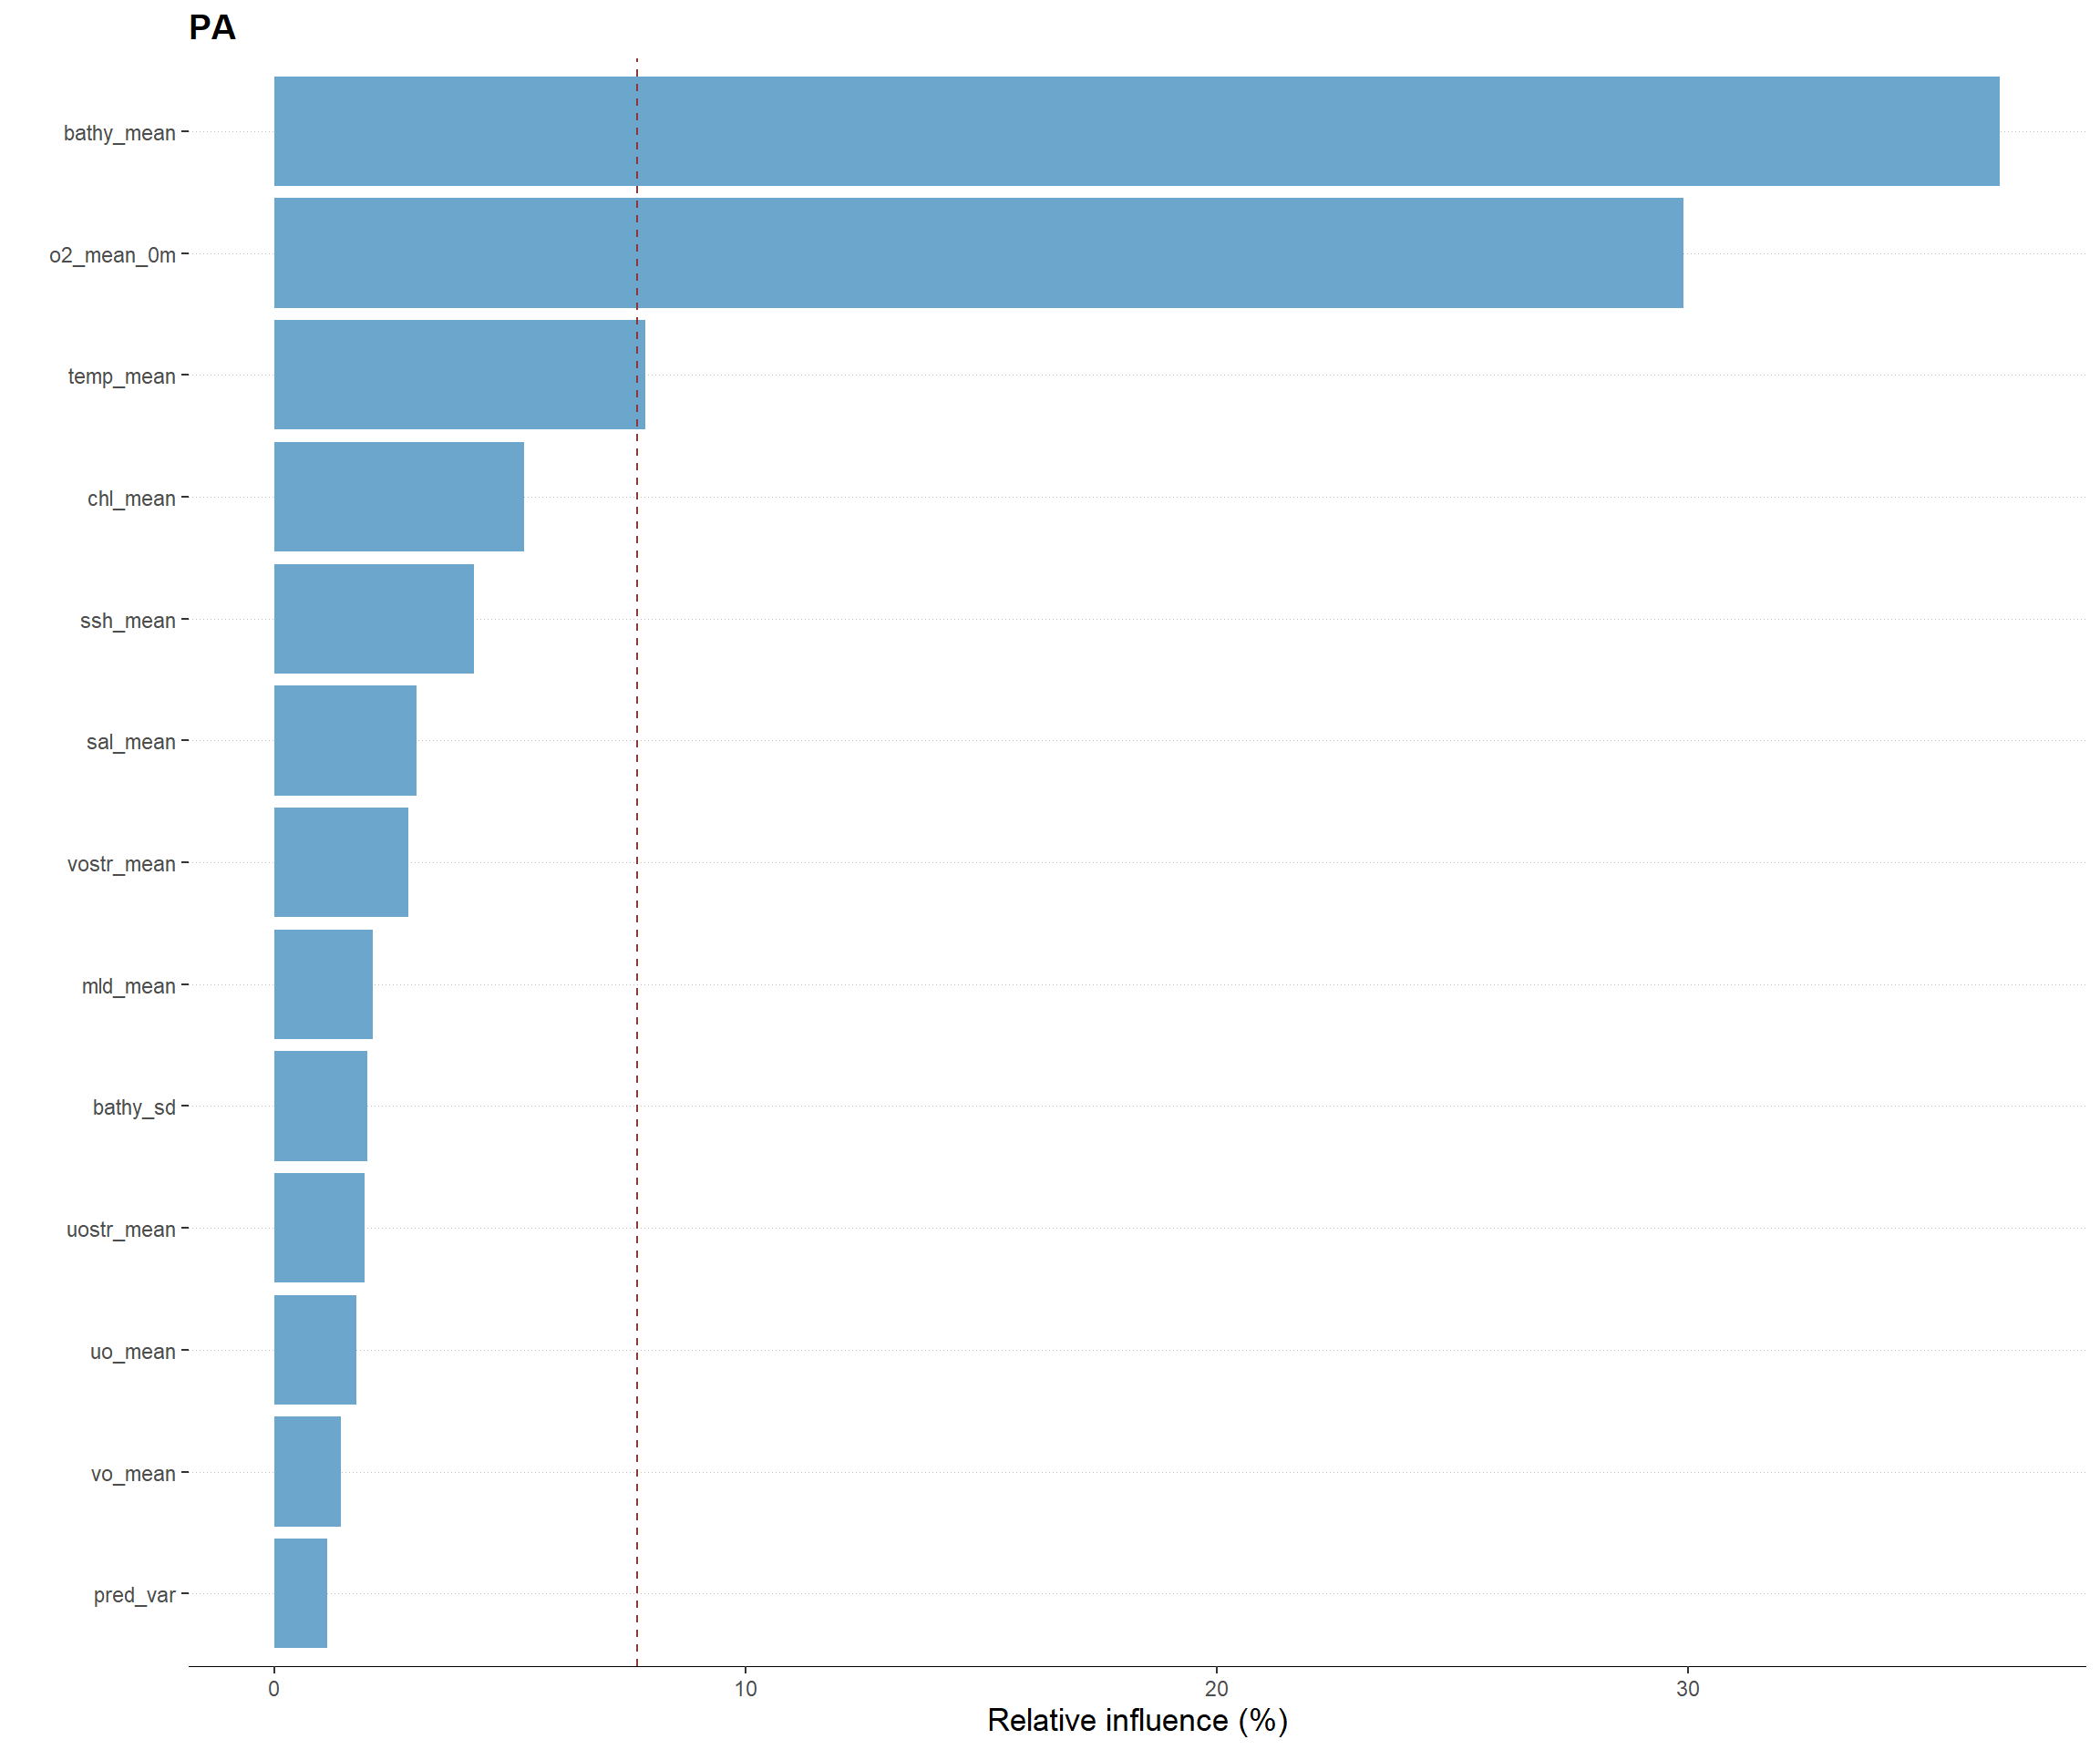 PA
bathy_mean
o2_mean_0m
temp_mean
chl_mean
ssh_mean
sal_mean
vostr_mean
mld_mean
bathy_sd
uostr_mean
uo_mean
vo_mean
pred_var
0 10 20 30
Relative influence (%)